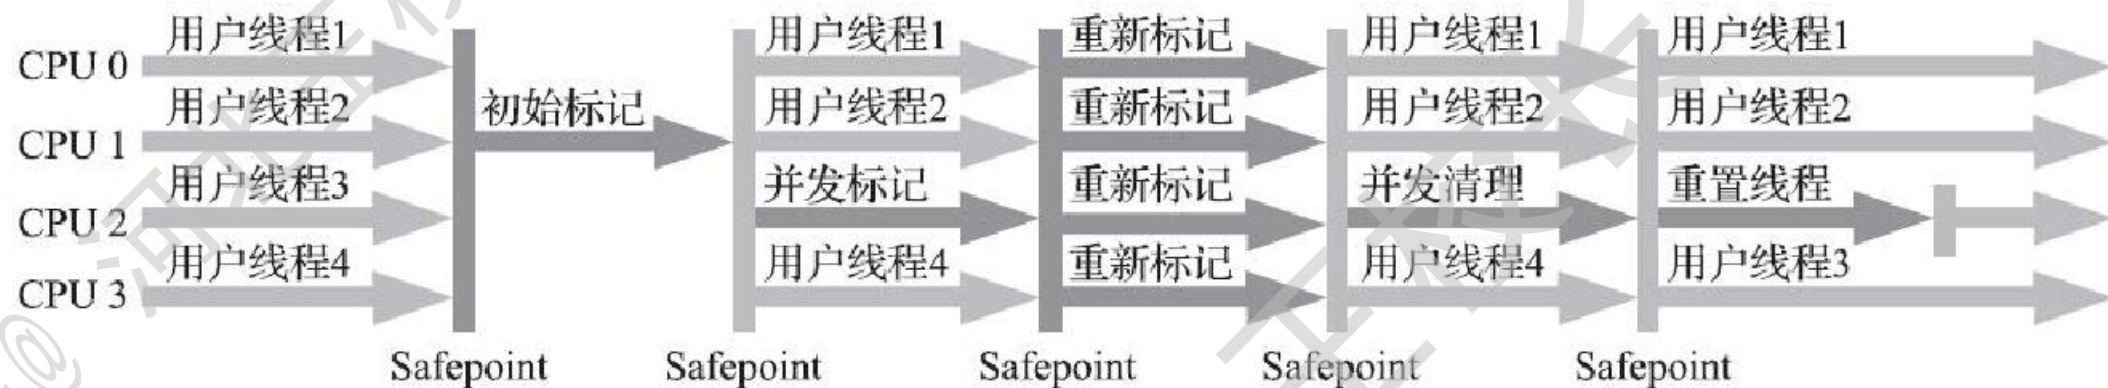 用户线程1 用户线程1 重新标记 用户线程1 用户线程1
CPU 0
用户线程2 初始标记 用户线程2 重新标记 用户线程2 用户线程2
CPU 1
用户线程3 并发标记 重新标记 并发清理 重置线程
CPU 2
用户线程4 用户线程4 重新标记 用户线程4 用户线程3
CPU 3
Safepoint Safepoint Safepoint Safepoint Safepoint